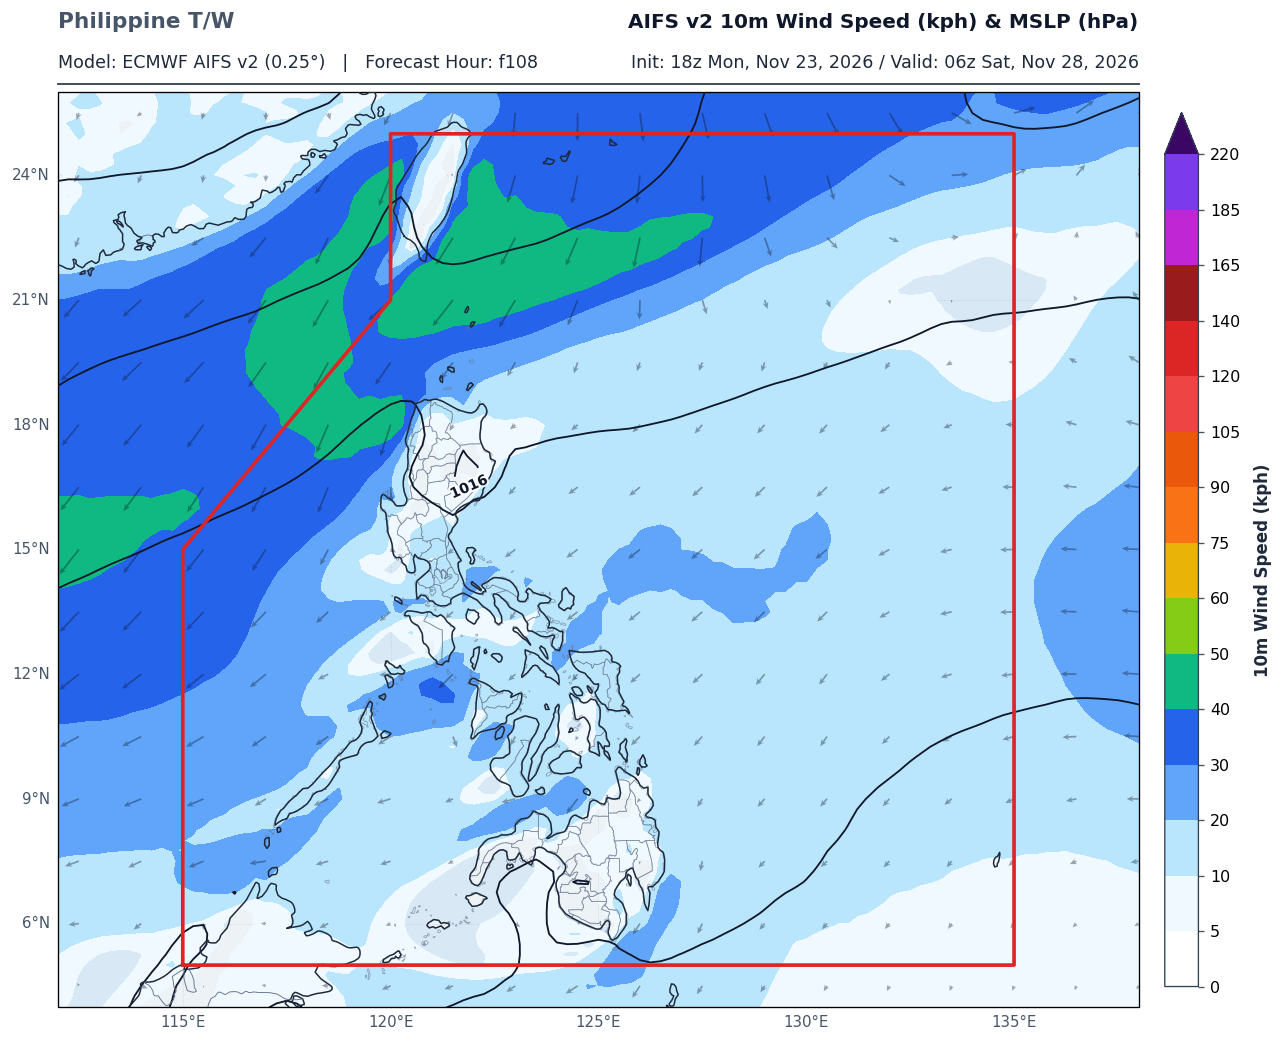 Philippine T/W
AIFS v2 10m Wind Speed (kph) & MSLP (hPa)
Model: ECMWF AIFS v2 (0.25°) | Forecast Hour: f108
Init: 18z Mon, Nov 23, 2026 / Valid: 06z Sat, Nov 28, 2026
24°N
21°N
18°N
15°N
12°N
9°N
6°N
1016
115°E
120°E
125°E
130°E
135°E
220
185
165
140
120
105
90
75
60
50
40
30
20
10
5
0
10m Wind Speed (kph)